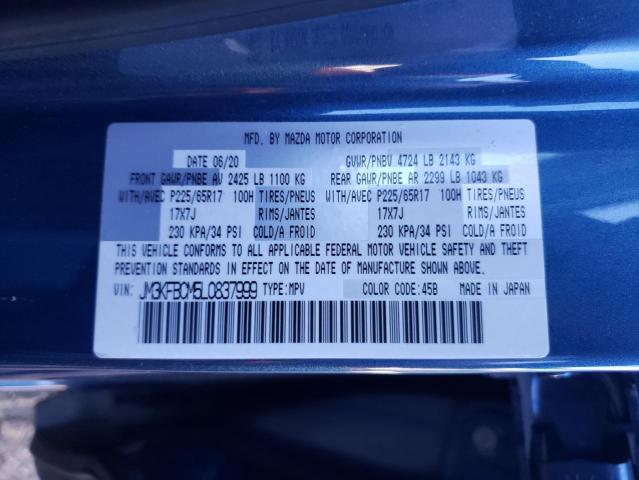 MFD. BY MAZDA MOTOR CORPORATION
DATE 06/20 GVWR/PNBV 4724 LB 2143 KG
FRONT GAWR/PNBE AV 2425 LB 1100 KG REAR GAWR/PNBE AR 2299 LB 1043 KG
WITH/AVEC P225/65R17 100H TIRES/PNEUS WITH/AVEC P225/65R17 100H TIRES/PNEUS
17X7J RIMS/JANTES 17X7J RIMS/JANTES
230 KPA/34 PSI COLD/A FROID 230 KPA/34 PSI COLD/A FROID
THIS VEHICLE CONFORMS TO ALL APPLICABLE FEDERAL MOTOR VEHICLE SAFETY AND THEFT
PREVENTION STANDARDS IN EFFECT ON THE DATE OF MANUFACTURE SHOWN ABOVE.
VIN: JM3KFBCM5L0837999 TYPE:MPV COLOR CODE:45B MADE IN JAPAN